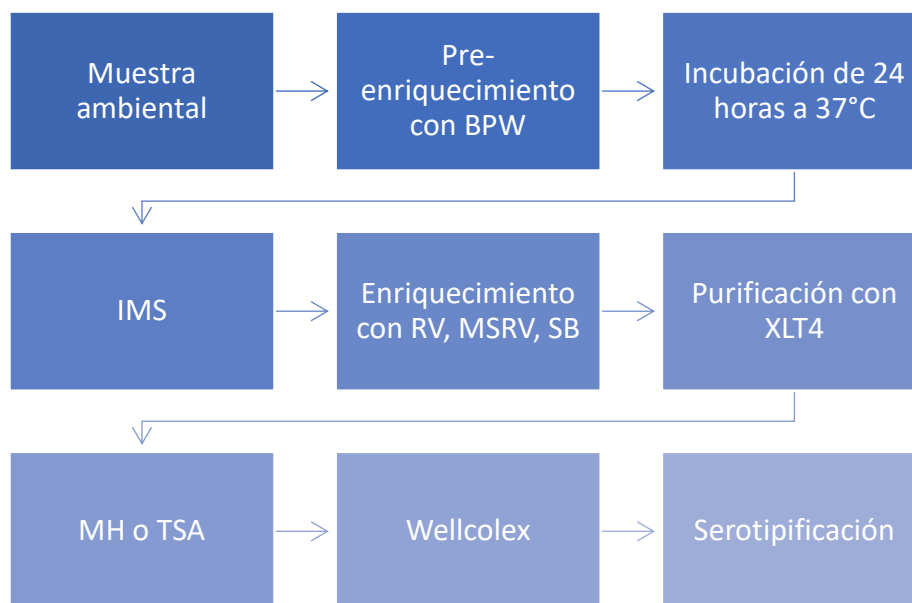 Muestra
ambiental
Pre-
enriquecimiento
con BPW
Incubación de 24
horas a 37°C
IMS
Enriquecimiento
con RV, MSRV, SB
Purificación con
XLT4
MH o TSA
Wellcolex
Serotipificación